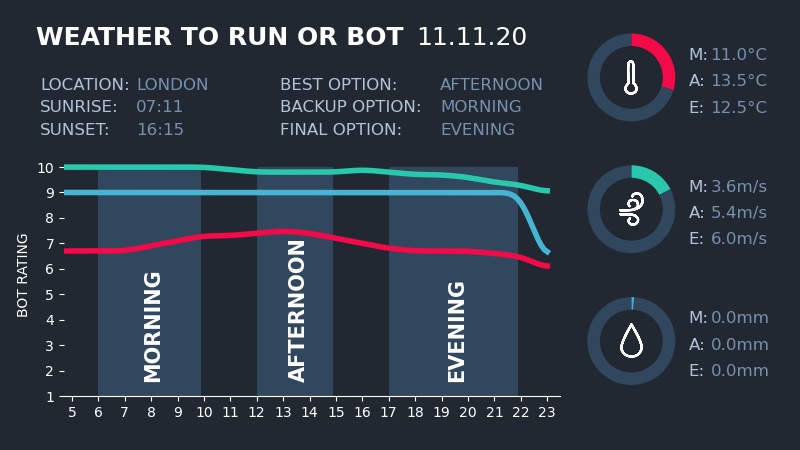 WEATHER TO RUN OR BOT 11.11.20
LOCATION: LONDON
SUNRISE: 07:11
SUNSET: 16:15
BEST OPTION: AFTERNOON
BACKUP OPTION: MORNING
FINAL OPTION: EVENING
M: 11.0°C
A: 13.5°C
E: 12.5°C
M: 3.6m/s
A: 5.4m/s
E: 6.0m/s
M: 0.0mm
A: 0.0mm
E: 0.0mm
BOT RATING
10
9
8
7
6
5
4
3
2
1
MORNING
AFTERNOON
EVENING
5 6 7 8 9 10 11 12 13 14 15 16 17 18 19 20 21 22 23